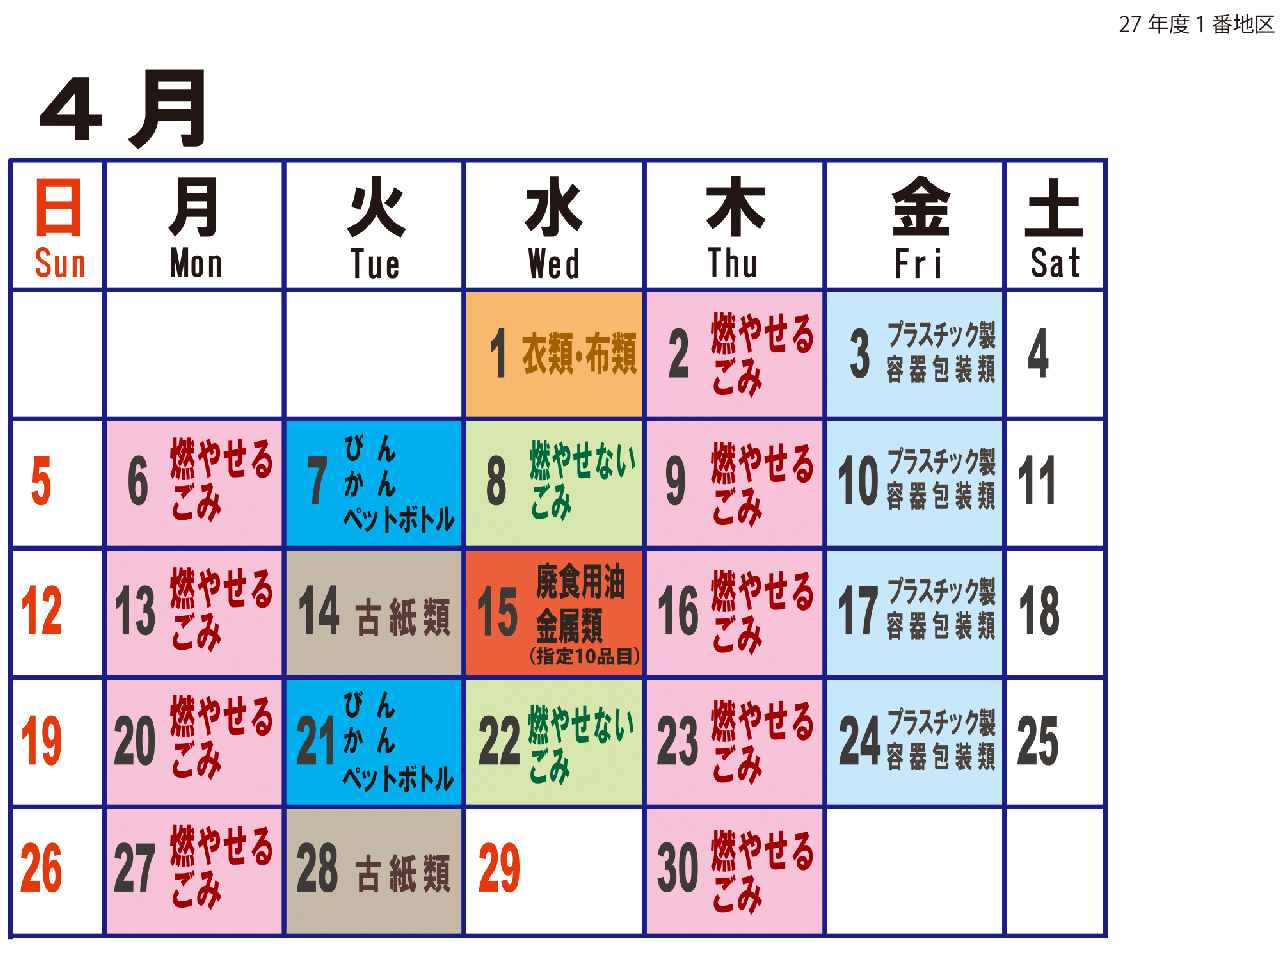 27 年度 1 番地区
4 月
日 月 火 水 木 金 土
Sun Mon Tue Wed Thu Fri Sat
1 衣類・布類
2 燃やせる
ごみ
3 プラスチック製
容器包装類
4
5
6 燃やせる
ごみ
7 びん
かん
ペットボトル
8 燃やせない
ごみ
9 燃やせる
ごみ
10 プラスチック製
容器包装類
11
12
13 燃やせる
ごみ
14 古紙類
15 廃食用油
金属類
(指定10品目)
16 燃やせる
ごみ
17 プラスチック製
容器包装類
18
19
20 燃やせる
ごみ
21 びん
かん
ペットボトル
22 燃やせない
ごみ
23 燃やせる
ごみ
24 プラスチック製
容器包装類
25
26
27 燃やせる
ごみ
28 古紙類
29
30 燃やせる
ごみ